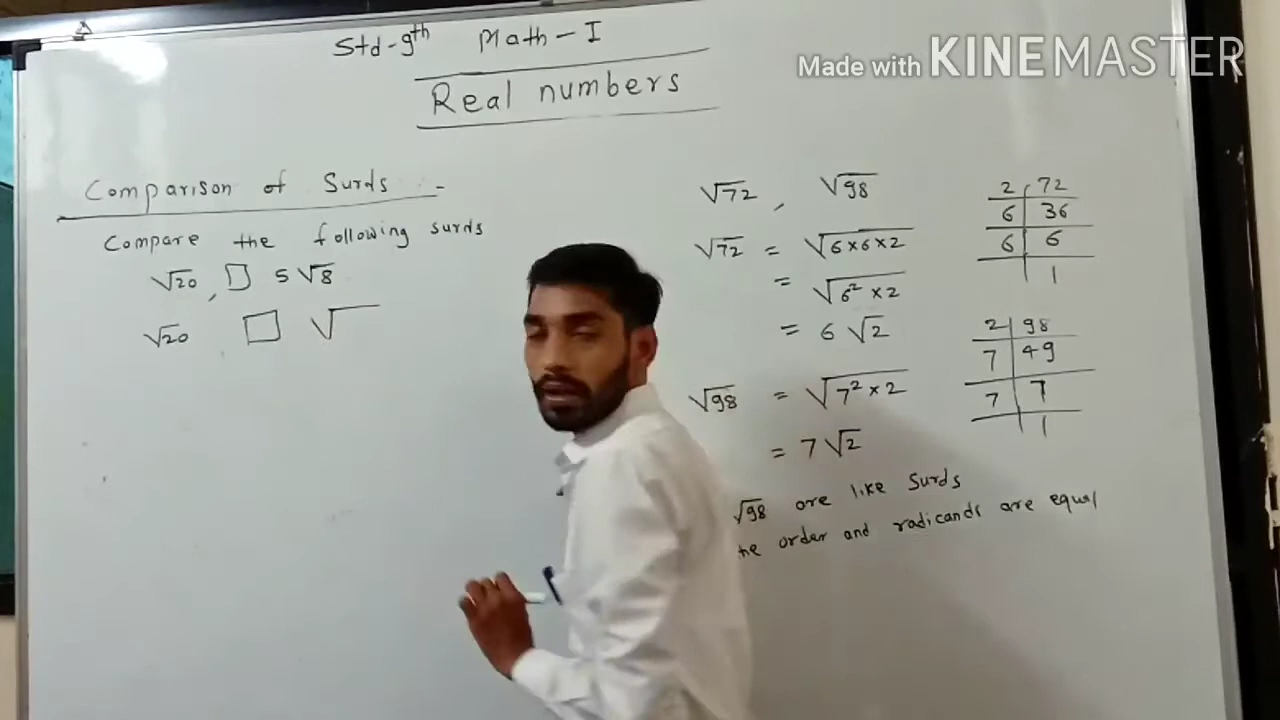 Std-9th Math-I
Made with KINEMASTER
Real numbers
Comparison of Surds -
Compare the following surds
√20 , □ 5√8
√20 □ √
√72 , √98
√72 = √6×6×2
= √6² ×2
= 6 √2
√98 = √7²×2
= 7√2
√98 are like Surds
he order and radicands are equal
2 72
6 36
6 6
1
2 98
7 49
7 7
1